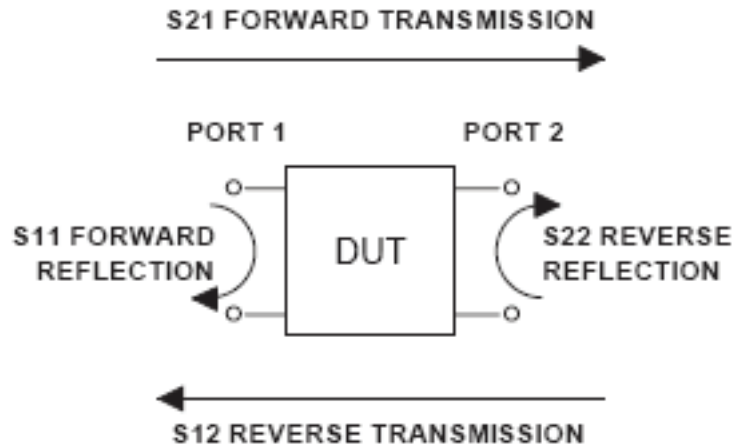 S21 FORWARD TRANSMISSION
PORT 1
PORT 2
S11 FORWARD
REFLECTION
DUT
S22 REVERSE
REFLECTION
S12 REVERSE TRANSMISSION